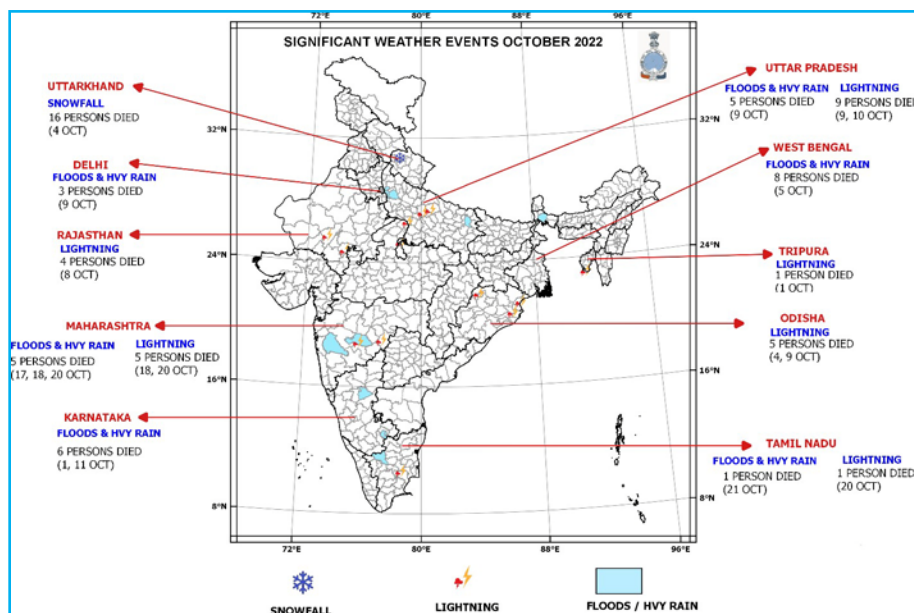 72°E 80°E 88°E 96°E
SIGNIFICANT WEATHER EVENTS OCTOBER 2022
UTTARKHAND
SNOWFALL
16 PERSONS DIED
(4 OCT)
DELHI
FLOODS & HVY RAIN
3 PERSONS DIED
(9 OCT)
RAJASTHAN
LIGHTNING
4 PERSONS DIED
(8 OCT)
MAHARASHTRA
FLOODS & HVY RAIN
5 PERSONS DIED
(17, 18, 20 OCT)
LIGHTNING
5 PERSONS DIED
(18, 20 OCT)
KARNATAKA
FLOODS & HVY RAIN
6 PERSONS DIED
(1, 11 OCT)
UTTAR PRADESH
FLOODS & HVY RAIN
5 PERSONS DIED
(9 OCT)
LIGHTNING
9 PERSONS DIED
(9, 10 OCT)
WEST BENGAL
FLOODS & HVY RAIN
8 PERSONS DIED
(5 OCT)
TRIPURA
LIGHTNING
1 PERSON DIED
(1 OCT)
ODISHA
LIGHTNING
5 PERSONS DIED
(4, 9 OCT)
TAMIL NADU
FLOODS & HVY RAIN
1 PERSON DIED
(21 OCT)
LIGHTNING
1 PERSON DIED
(20 OCT)
32°N
24°N
16°N
8°N
32°N
24°N
16°N
8°N
72°E 80°E 88°E 96°E
SNOWFALL
LIGHTNING
FLOODS / HVY RAIN